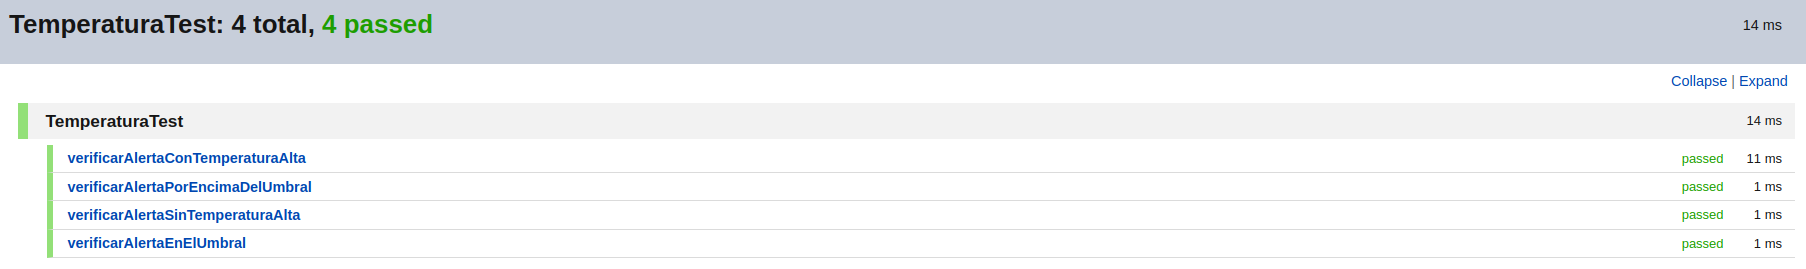 TemperaturaTest: 4 total, 4 passed 14 ms
Collapse | Expand
TemperaturaTest 14 ms
verificarAlertaConTemperaturaAlta passed 11 ms
verificarAlertaPorEncimaDelUmbral passed 1 ms
verificarAlertaSinTemperaturaAlta passed 1 ms
verificarAlertaEnElUmbral passed 1 ms